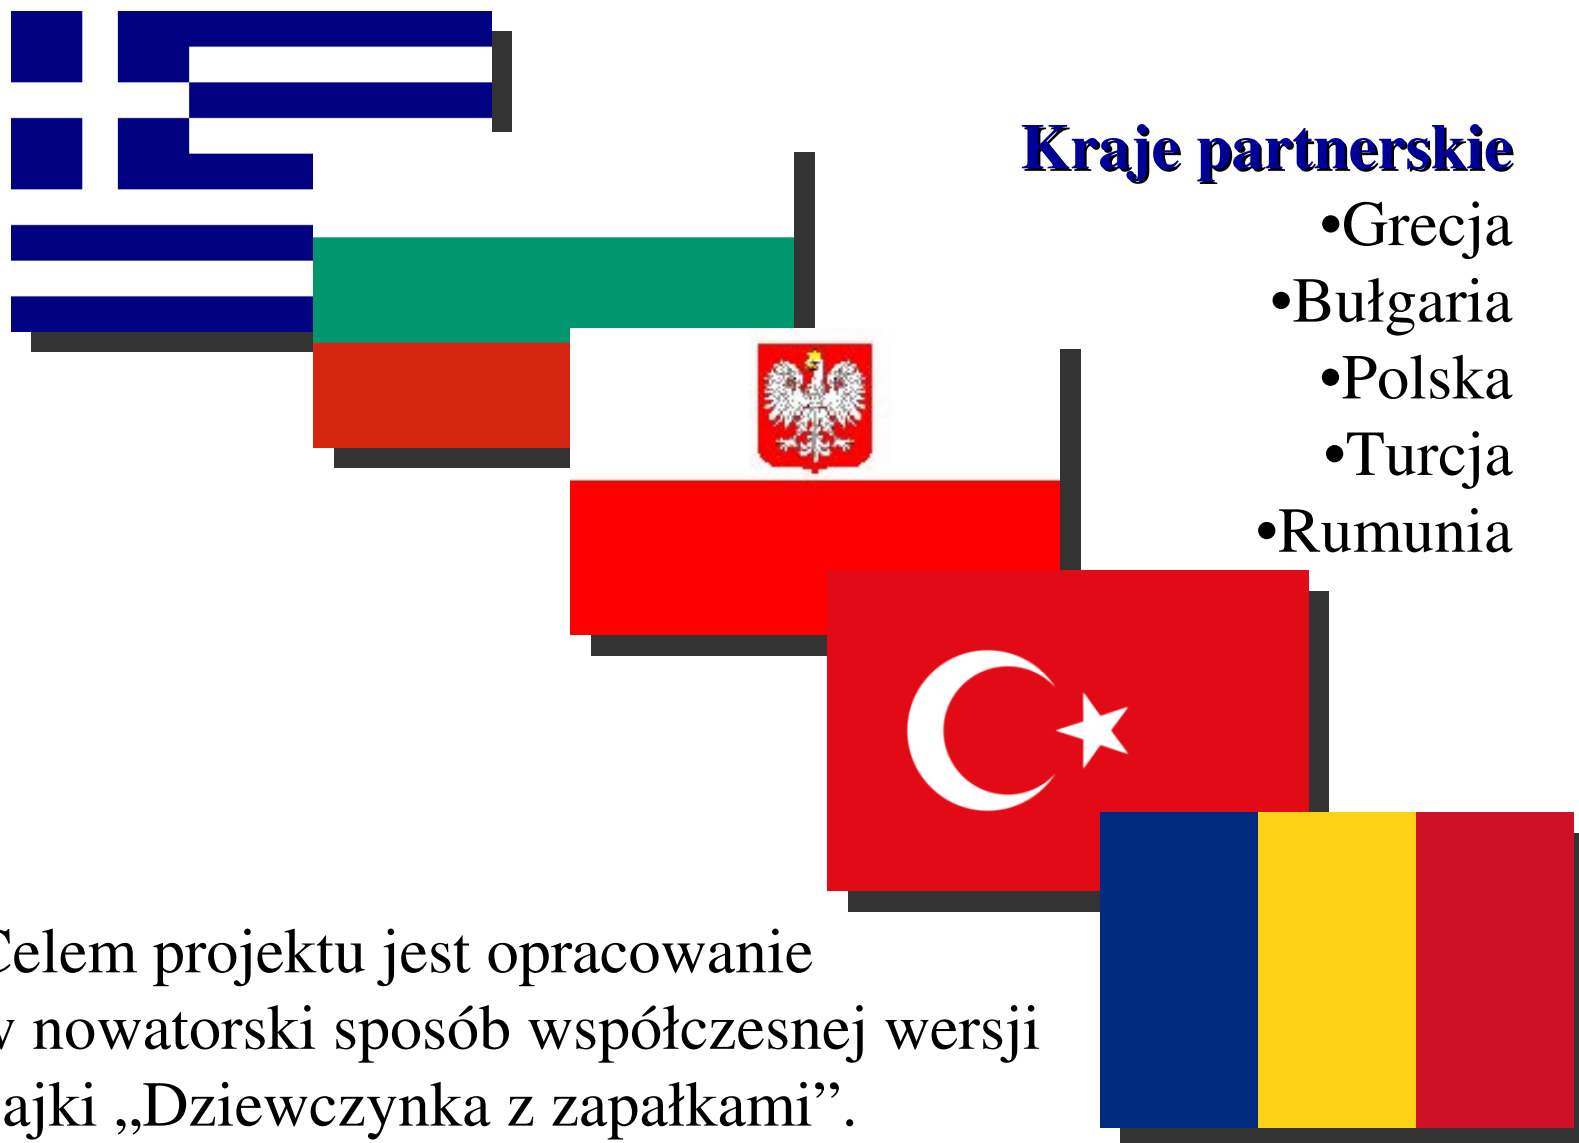 Kraje partnerskie
•Grecja
•Bułgaria
•Polska
•Turcja
•Rumunia
Celem projektu jest opracowanie
w nowatorski sposób współczesnej wersji
ajki „Dziewczynka z zapałkami”.